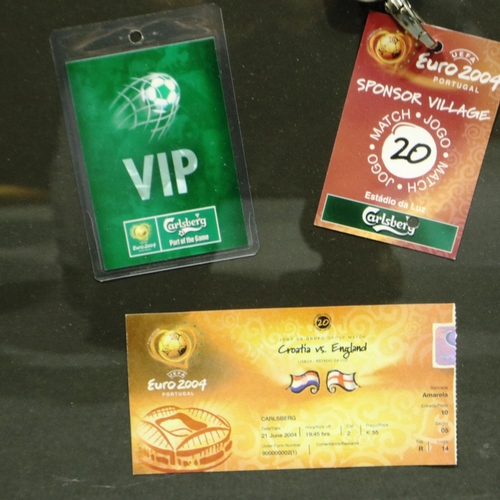 VIP
EURO 2004
Carlsberg
Part of the Game
UEFA
EURO 2004
PORTUGAL
SPONSOR VILLAGE
MATCH • JOGO • MATCH • JOGO
20
Estádio da Luz
Carlsberg
20
Croatia vs. England
UEFA
EURO 2004
PORTUGAL
CARLSBERG
21 June 2004
19:45 hrs
2
Amarela
10
R
14